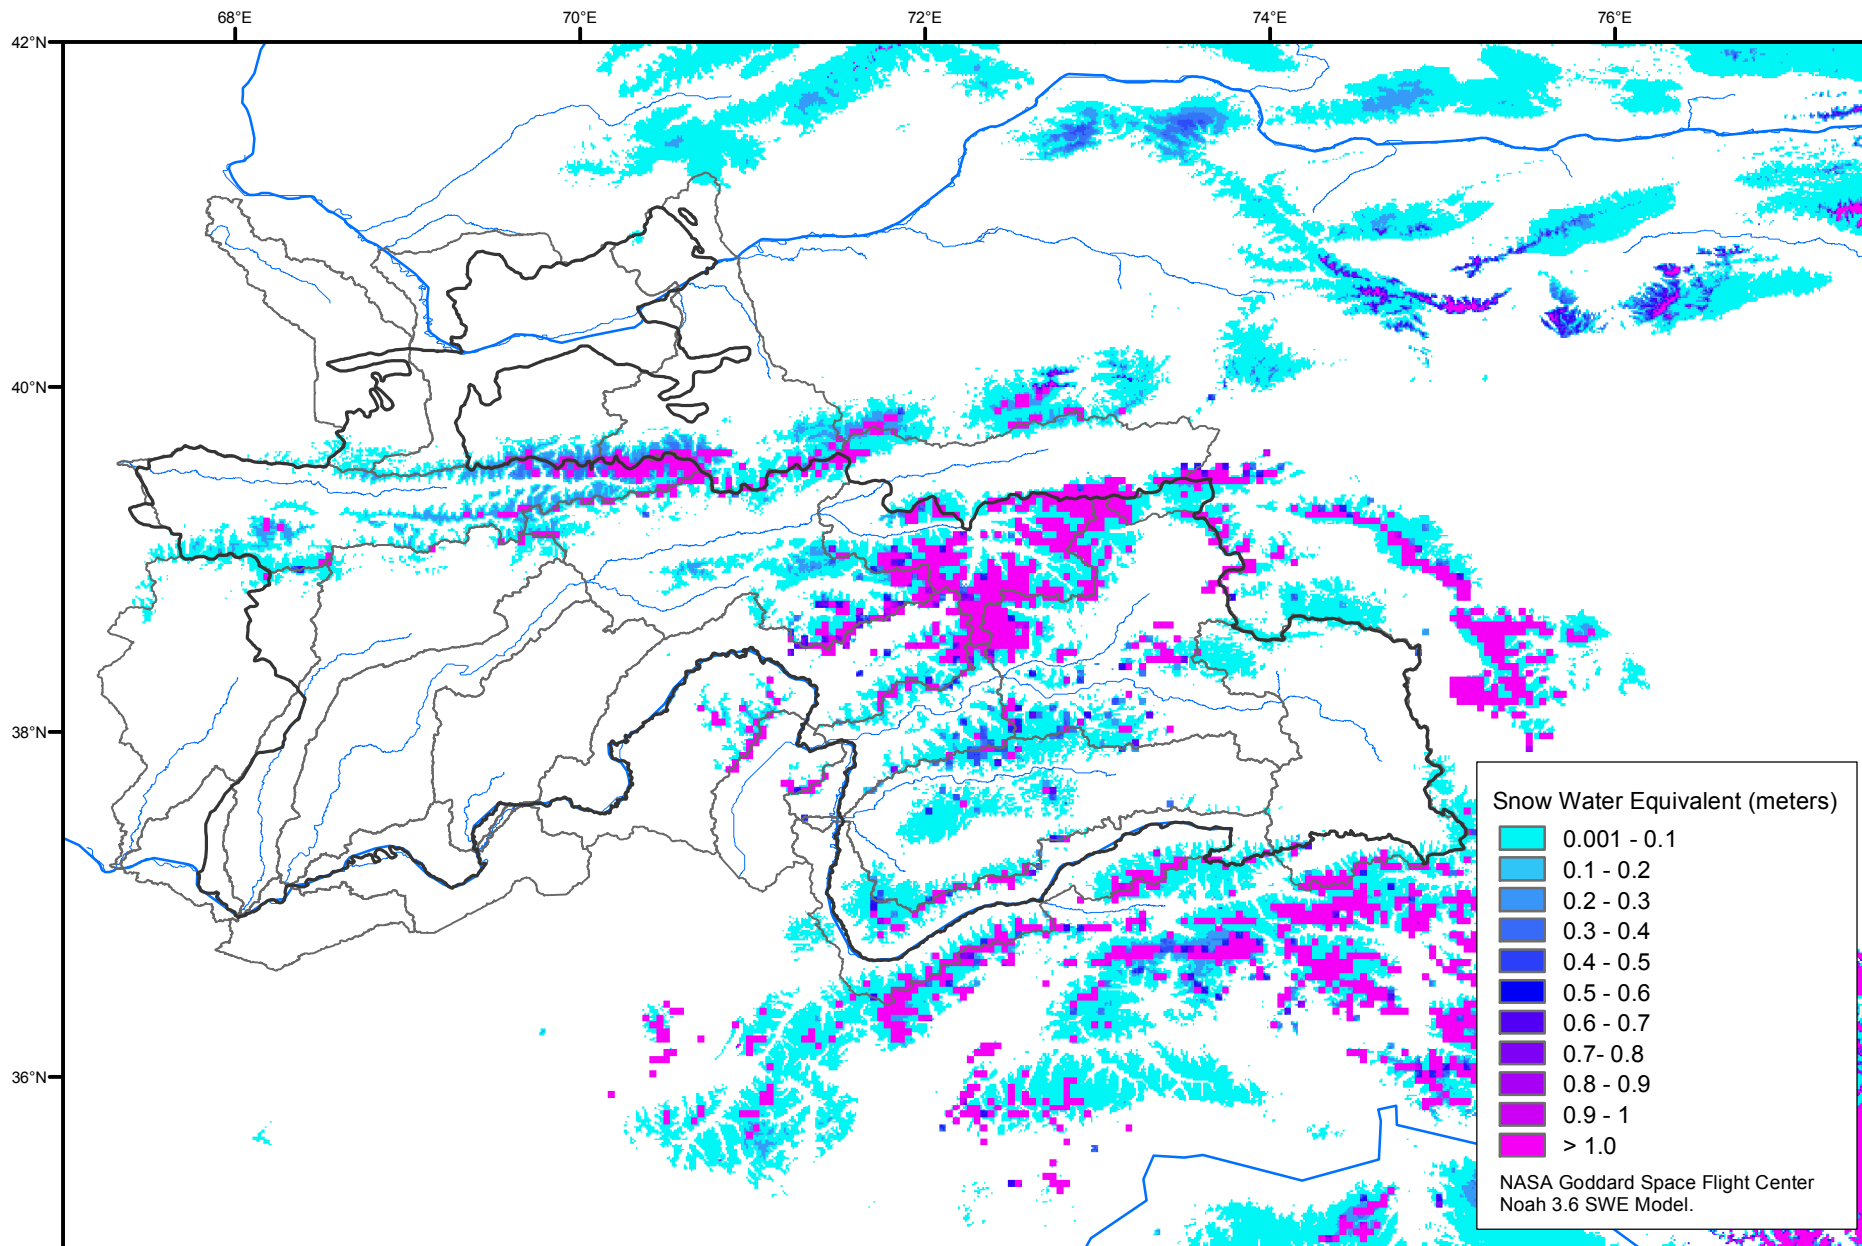 68°E 70°E 72°E 74°E 76°E
42°N
40°N
38°N
36°N
Snow Water Equivalent (meters)
0.001 - 0.1
0.1 - 0.2
0.2 - 0.3
0.3 - 0.4
0.4 - 0.5
0.5 - 0.6
0.6 - 0.7
0.7- 0.8
0.8 - 0.9
0.9 - 1
> 1.0
NASA Goddard Space Flight Center
Noah 3.6 SWE Model.